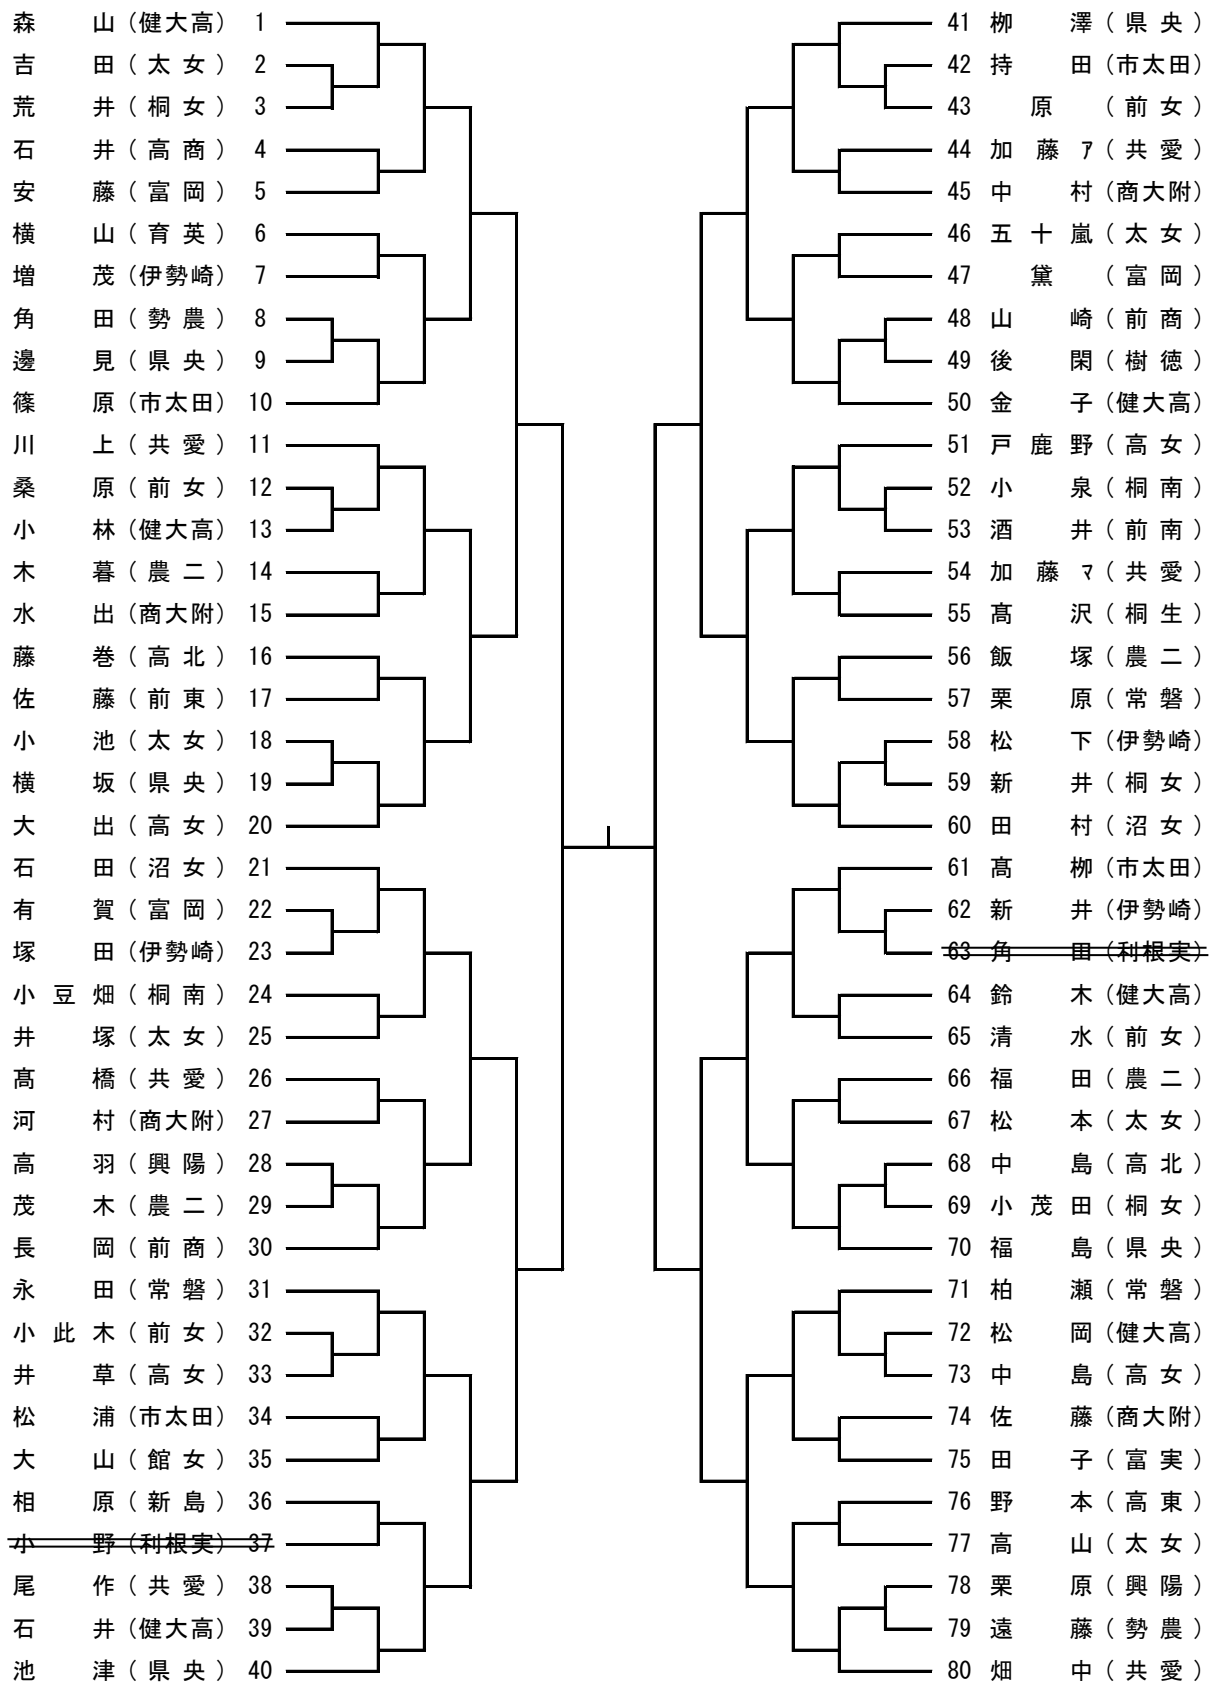 森山(健大高) 1
吉田(太女) 2
荒井(桐女) 3
石井(高商) 4
安藤(富岡) 5
横山(育英) 6
増茂(伊勢崎) 7
角田(勢農) 8
邉見(県央) 9
篠原(市太田) 10
川上(共愛) 11
桑原(前女) 12
小林(健大高) 13
木暮(農二) 14
水出(商大附) 15
藤巻(高北) 16
佐藤(前東) 17
小池(太女) 18
横坂(県央) 19
大出(高女) 20
石田(沼女) 21
有賀(富岡) 22
塚田(伊勢崎) 23
小豆畑(桐南) 24
井塚(太女) 25
髙橋(共愛) 26
河村(商大附) 27
高羽(興陽) 28
茂木(農二) 29
長岡(前商) 30
永田(常磐) 31
小此木(前女) 32
井草(高女) 33
松浦(市太田) 34
大山(館女) 35
相原(新島) 36
小野(利根実) 37
尾作(共愛) 38
石井(健大高) 39
池津(県央) 40
41 栁澤(県央)
42 持田(市太田)
43 原(前女)
44 加藤ｱ(共愛)
45 中村(商大附)
46 五十嵐(太女)
47 黛(富岡)
48 山崎(前商)
49 後閑(樹徳)
50 金子(健大高)
51 戸鹿野(高女)
52 小泉(桐南)
53 酒井(前南)
54 加藤ﾏ(共愛)
55 髙沢(桐生)
56 飯塚(農二)
57 栗原(常磐)
58 松下(伊勢崎)
59 新井(桐女)
60 田村(沼女)
61 髙栁(市太田)
62 新井(伊勢崎)
63 角田(利根実)
64 鈴木(健大高)
65 清水(前女)
66 福田(農二)
67 松本(太女)
68 中島(高北)
69 小茂田(桐女)
70 福島(県央)
71 柏瀬(常磐)
72 松岡(健大高)
73 中島(高女)
74 佐藤(商大附)
75 田子(富実)
76 野本(高東)
77 高山(太女)
78 栗原(興陽)
79 遠藤(勢農)
80 畑中(共愛)